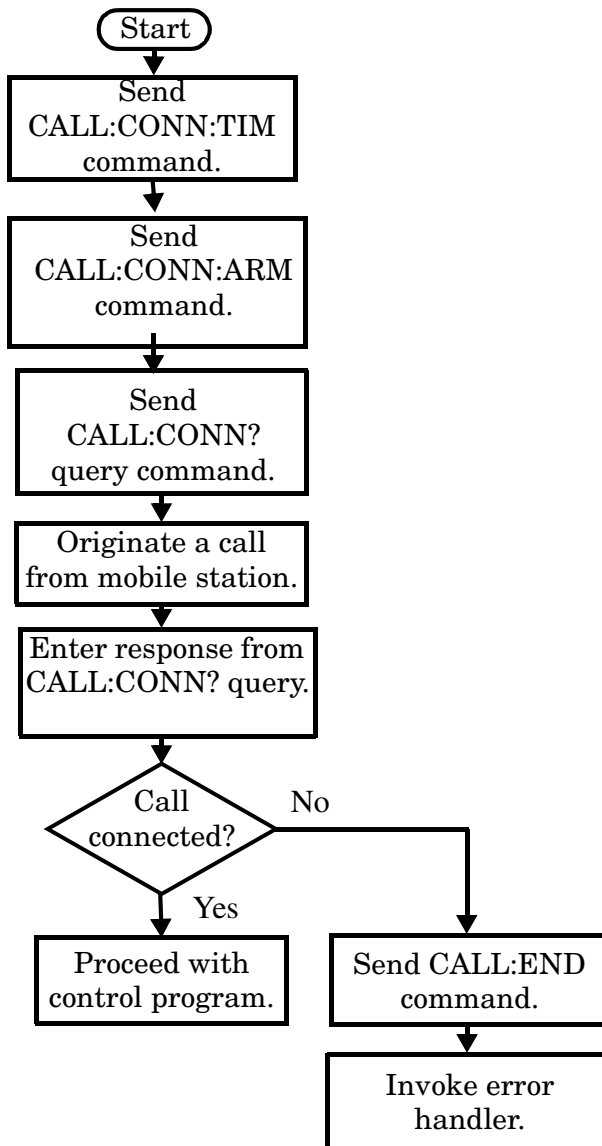 Start
Send
CALL:CONN:TIM
command.
Send
CALL:CONN:ARM
command.
Send
CALL:CONN?
query command.
Originate a call
from mobile station.
Enter response from
CALL:CONN? query.
Call
connected?
No
Yes
Proceed with
control program.
Send CALL:END
command.
Invoke error
handler.